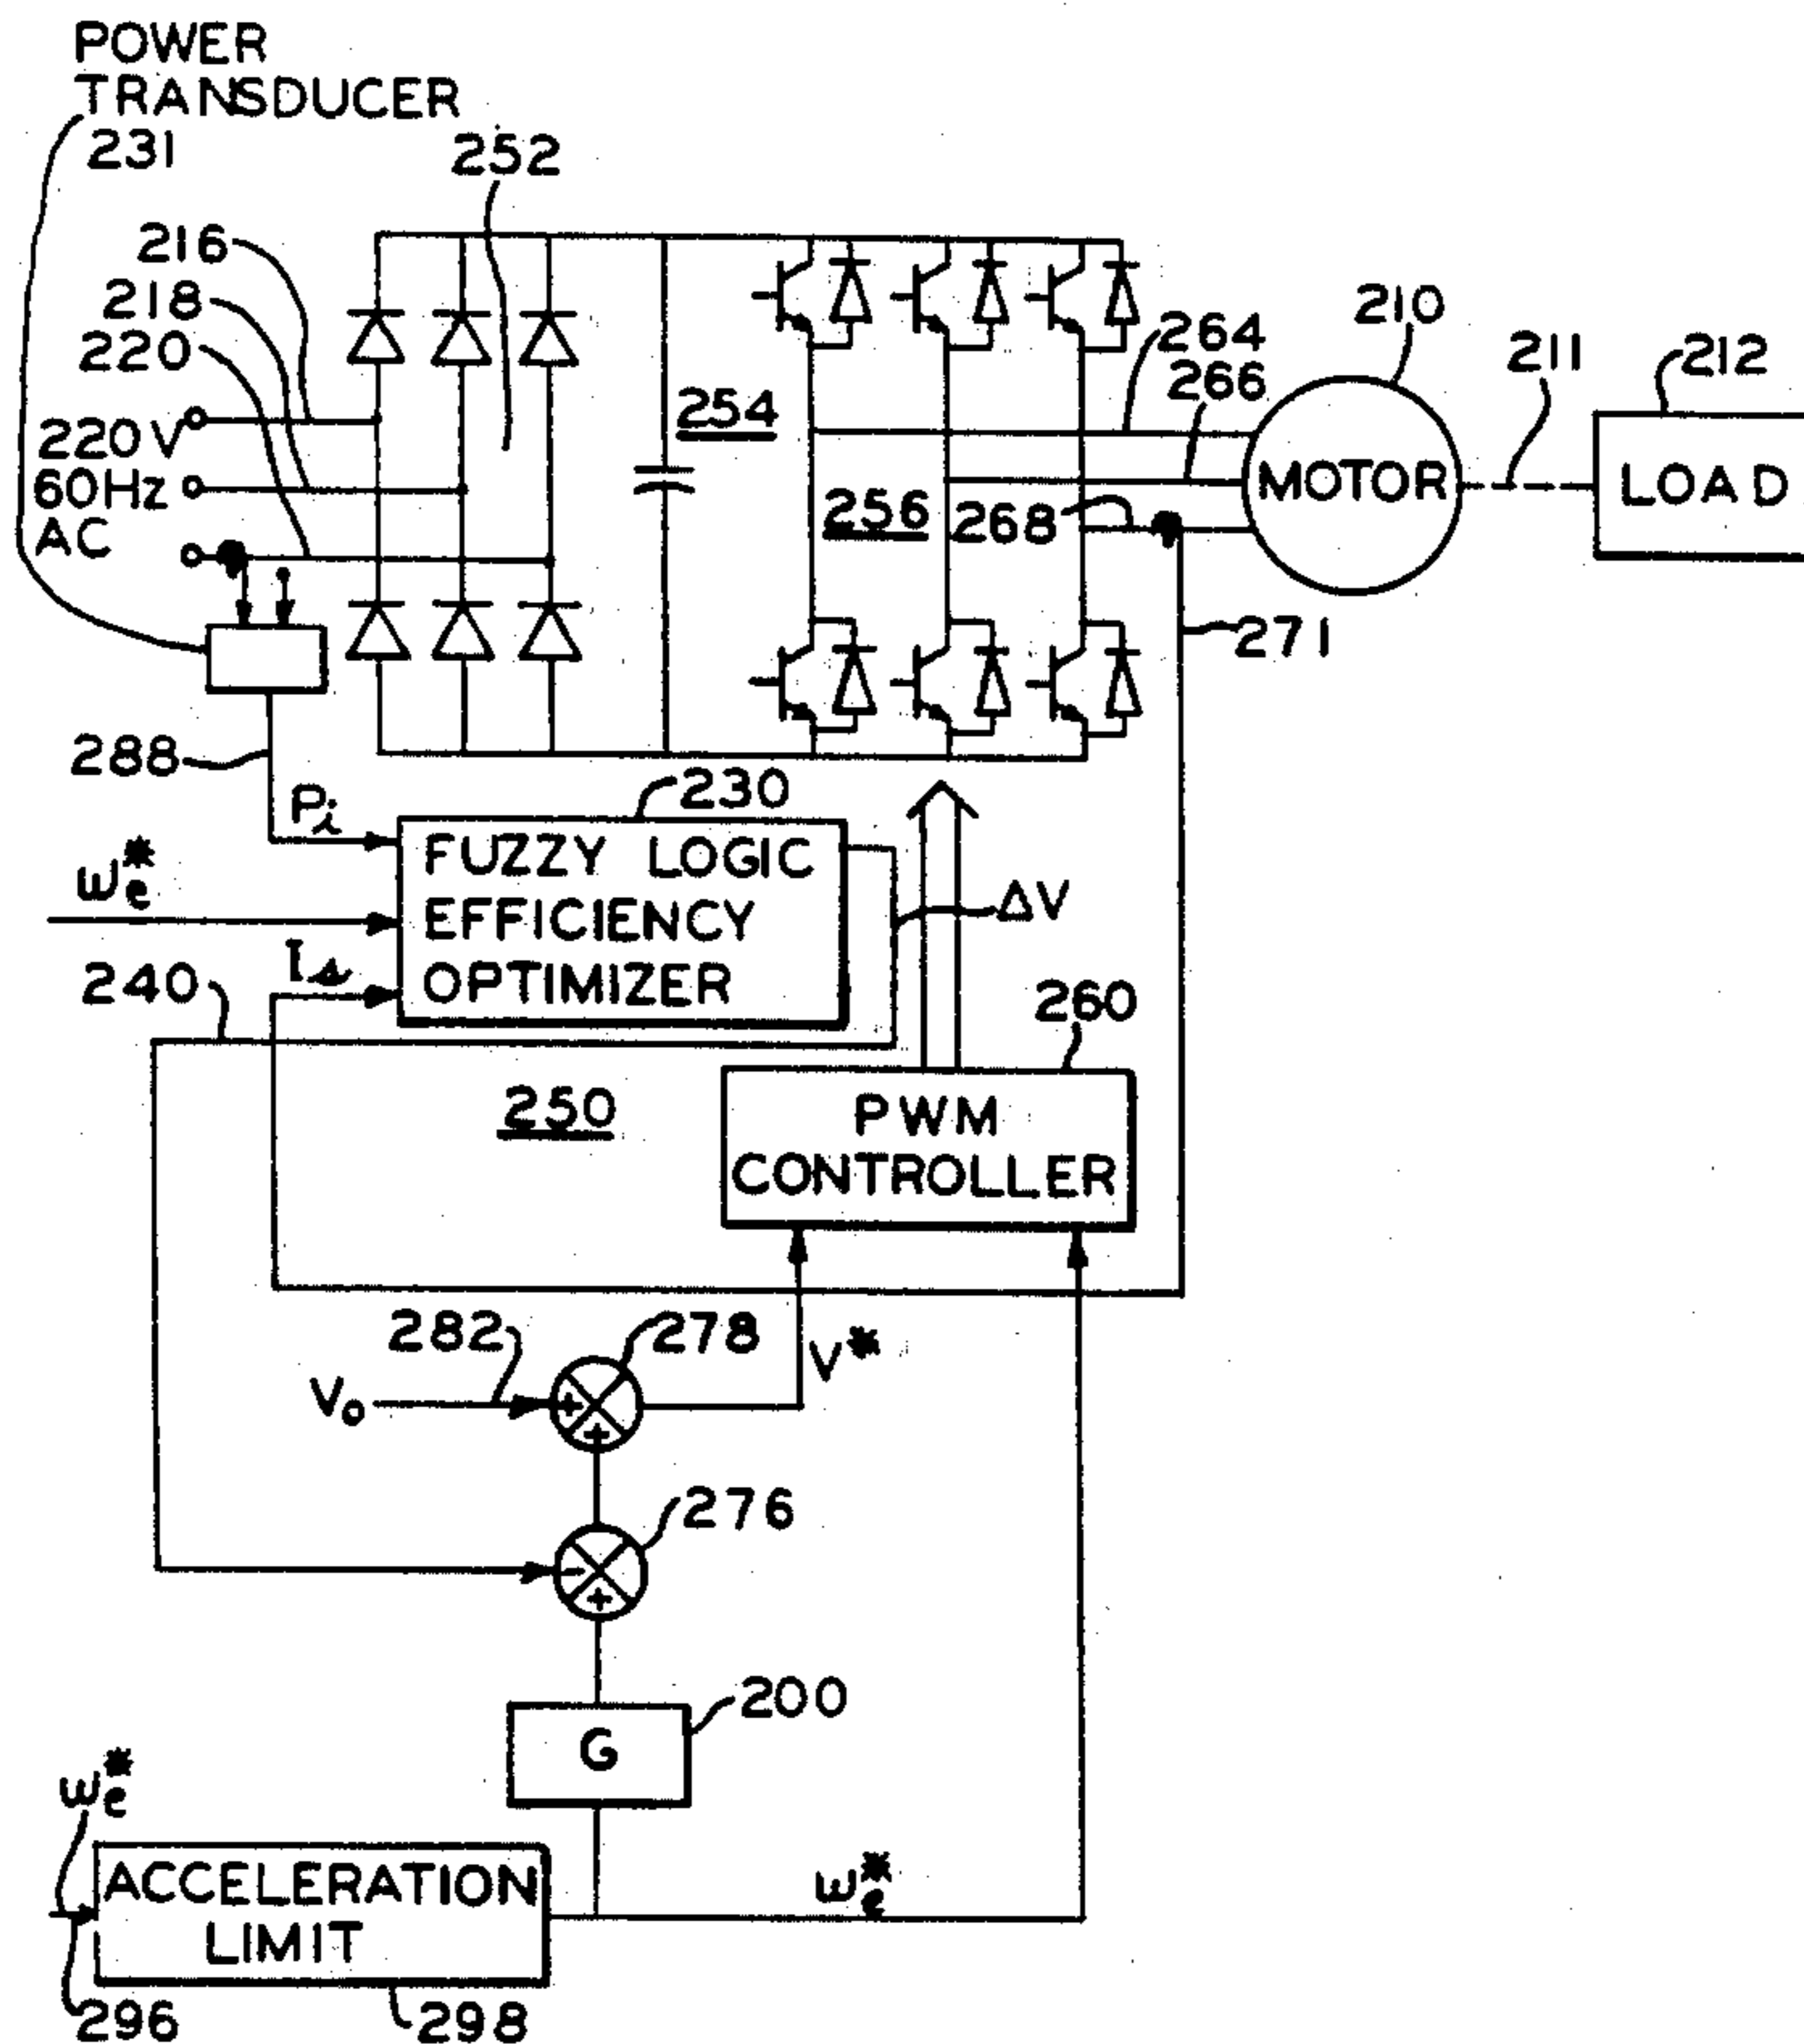 POWER
TRANSDUCER
231
252
216
218
220
220V
60Hz
AC
254
256
264
266
268
210
MOTOR
211
212
LOAD
271
288
Pi
230
FUZZY LOGIC
EFFICIENCY
OPTIMIZER
ωe*
Is
ΔV
240
250
260
PWM
CONTROLLER
282
278
V*
Vo
+
+
276
-
+
200
G
ωe*
ACCELERATION
LIMIT
ωe*
296
298